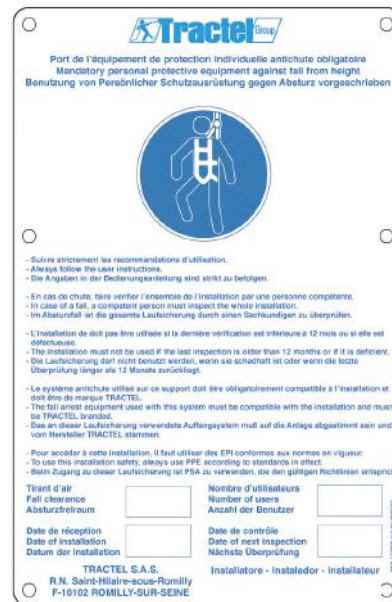 Tractel Group
Port de l'équipement de protection individuelle antichute obligatoire
Mandatory personal protective equipment against fall from height
Benutzung von Persönlicher Schutzausrüstung gegen Absturz vorgeschrieben
- Suivre strictement les recommandations d'utilisation.
- Always follow the user instructions.
- Die Angaben in der Bedienungsanleitung sind strikt zu befolgen.
- En cas de chute, faire vérifier l'ensemble de l'installation par une personne compétente.
- In case of a fall, a competent person must inspect the whole installation.
- Im Absturzfall ist die gesamte Laufsicherung durch einen Sachkundigen zu überprüfen.
- L'installation de doit pas être utilisée si la dernière vérification est inférieure à 12 mois ou si elle est
défectueuse.
- The installation must not be used if the last inspection is older than 12 months or if it is deficient.
- Die Laufsicherung darf nicht benutzt werden, wenn sie schadhaft ist oder wenn die letzte
Überprüfung länger als 12 Monate zurückliegt.
- Le système antichute utilisé sur ce support doit être obligatoirement compatible à l'installation et
doit être de marque TRACTEL.
- The fall arrest equipment used with this system must be compatible with the installation and must
be TRACTEL branded.
- Das an dieser Laufsicherung verwendete Auffangsystem muß auf die Anlage abgestimmt sein und
vom Hersteller TRACTEL stammen.
- Pour accéder à cette installation, il faut utiliser des EPI conformes aux normes en vigueur.
- To use this installation safety, always use PPE according to standards in effect.
- Beim Zugang zu dieser Laufsicherung ist PSA zu verwenden, die den gültigen Richtlinien entspricht.
Tirant d'air
Fall clearance
Absturzfreiraum
Nombre d'utilisateurs
Number of users
Anzahl der Benutzer
Date de réception
Date of installation
Datum der Installation
Date de contrôle
Date of next inspection
Nächste Überprüfung
TRACTEL S.A.S.
R.N. Saint-Hilaire-sous-Romilly
F-10102 ROMILLY-SUR-SEINE
Installatore - Instalador - Installateur